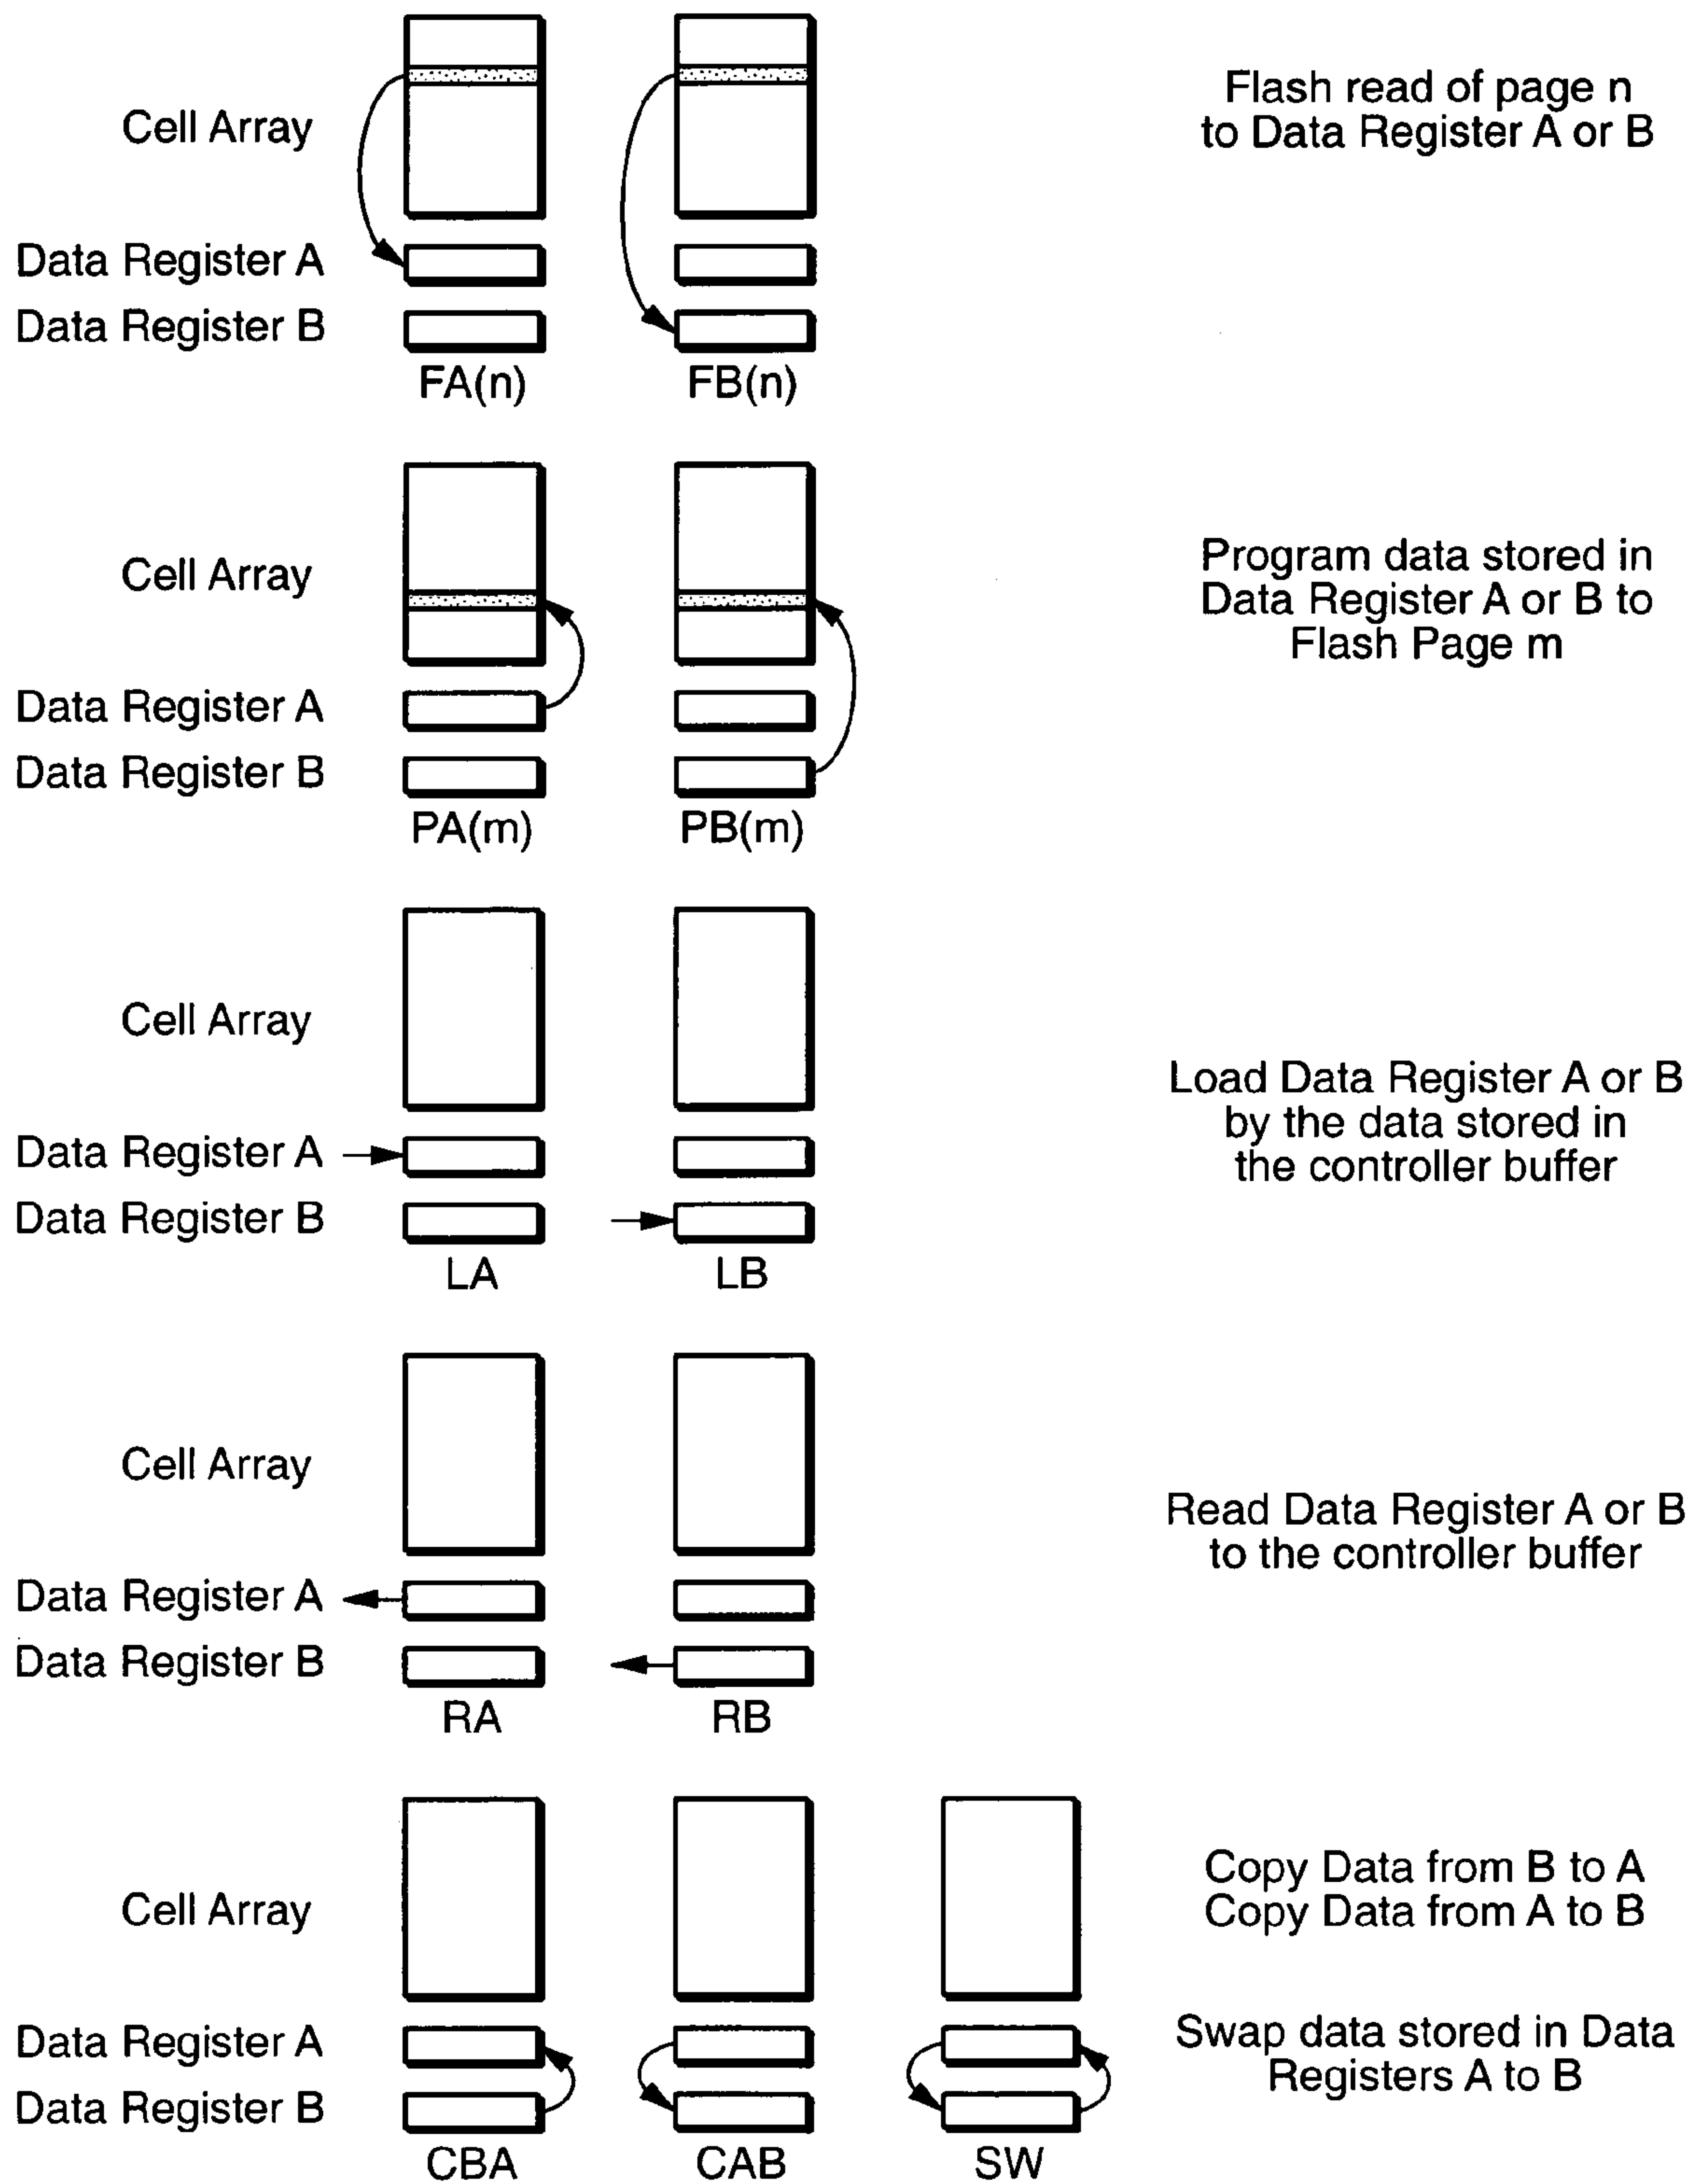 Cell Array
Data Register A
Data Register B
FA(n)
FB(n)
Flash read of page n
to Data Register A or B
Cell Array
Data Register A
Data Register B
PA(m)
PB(m)
Program data stored in
Data Register A or B to
Flash Page m
Cell Array
Data Register A
Data Register B
LA
LB
Load Data Register A or B
by the data stored in
the controller buffer
Cell Array
Data Register A
Data Register B
RA
RB
Read Data Register A or B
to the controller buffer
Cell Array
Data Register A
Data Register B
CBA
CAB
SW
Copy Data from B to A
Copy Data from A to B
Swap data stored in Data
Registers A to B